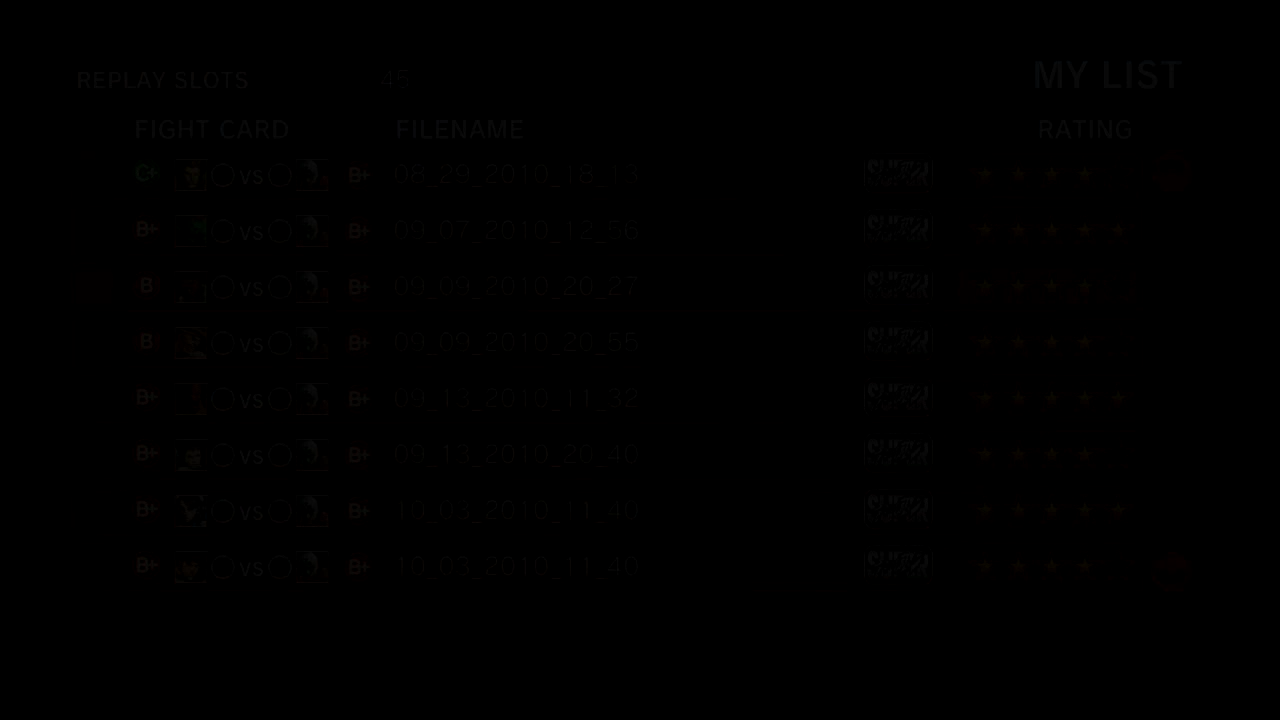 REPLAY SLOTS 45 MY LIST
FIGHT CARD FILENAME RATING
C+ VS B+ 08_29_2010_18_13
B+ VS B+ 09_07_2010_12_56
B VS B+ 09_09_2010_20_27
B VS B+ 09_09_2010_20_55
B+ VS B+ 09_13_2010_11_32
B+ VS B+ 09_13_2010_20_40
B+ VS B+ 10_03_2010_11_40
B+ VS B+ 10_03_2010_11_40